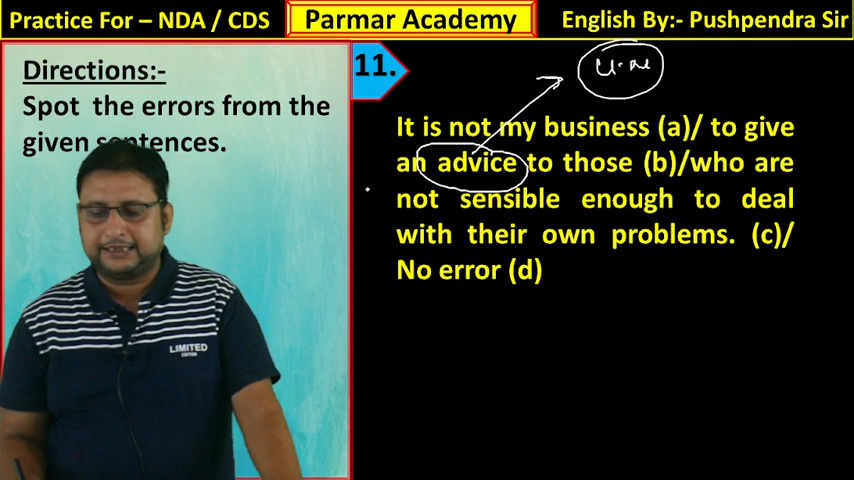 Practice For – NDA / CDS
Parmar Academy
English By:- Pushpendra Sir
Directions:-
Spot the errors from the
given sentences.
11.
It is not my business (a)/ to give
an advice to those (b)/who are
not sensible enough to deal
with their own problems. (c)/
No error (d)
LIMITED
EDITION